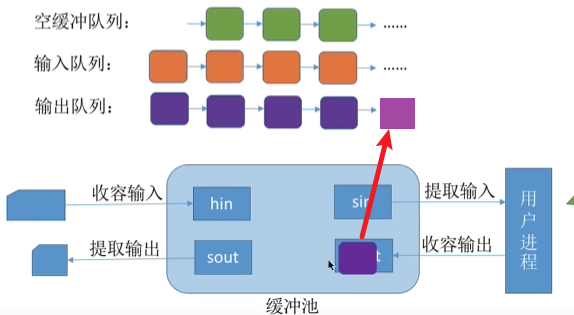 空缓冲队列：
……
输入队列：
……
输出队列：
收容输入
hin
提取输入
用户进程
提取输出
sout
收容输出
缓冲池